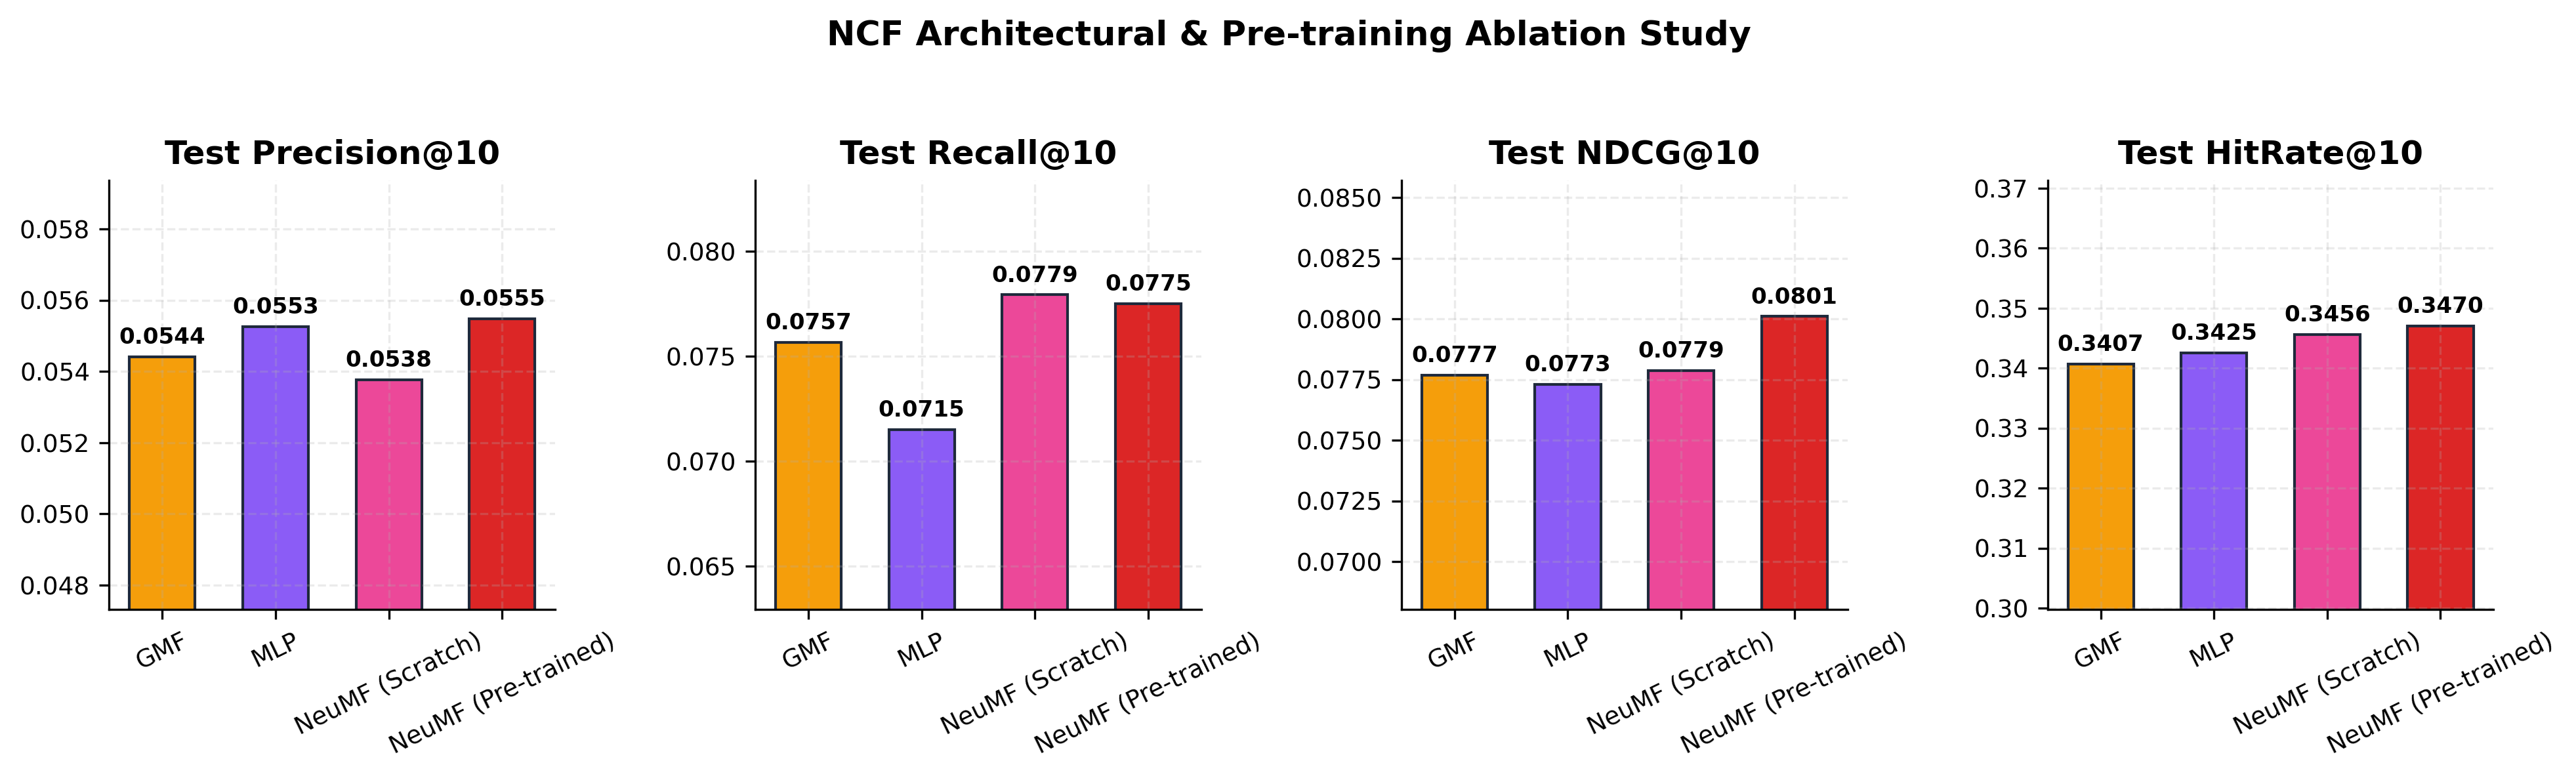 NCF Architectural & Pre-training Ablation Study
Test Precision@10
0.058
0.056
0.054
0.052
0.050
0.048
0.0544
0.0553
0.0538
0.0555
GMF
MLP
NeuMF (Scratch)
NeuMF (Pre-trained)
Test Recall@10
0.080
0.075
0.070
0.065
0.0757
0.0715
0.0779
0.0775
GMF
MLP
NeuMF (Scratch)
NeuMF (Pre-trained)
Test NDCG@10
0.0850
0.0825
0.0800
0.0775
0.0750
0.0725
0.0700
0.0777
0.0773
0.0779
0.0801
GMF
MLP
NeuMF (Scratch)
NeuMF (Pre-trained)
Test HitRate@10
0.37
0.36
0.35
0.34
0.33
0.32
0.31
0.30
0.3407
0.3425
0.3456
0.3470
GMF
MLP
NeuMF (Scratch)
NeuMF (Pre-trained)